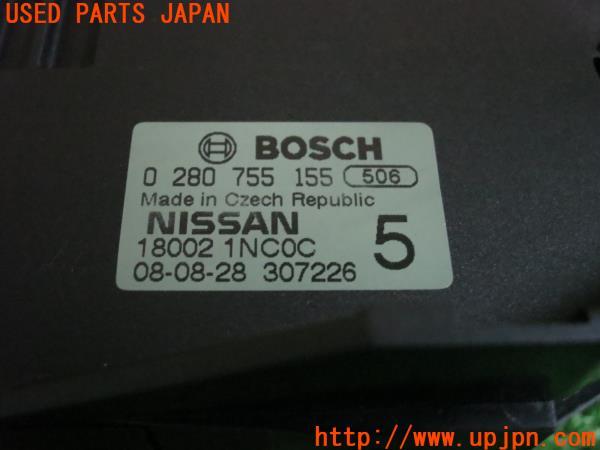 USED PARTS JAPAN
BOSCH
0 280 755 155 506
Made in Czech Republic
NISSAN
18002 1NC0C 5
08-08-28 307226
http://www.upjpn.com/